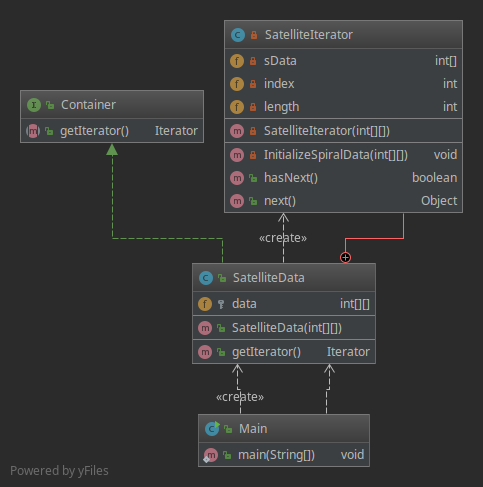 SatelliteIterator
sData int[]
index int
length int
SatelliteIterator(int[][])
InitializeSpiralData(int[][]) void
hasNext() boolean
next() Object
Container
getIterator() Iterator
«create»
SatelliteData
data int[][]
SatelliteData(int[][])
getIterator() Iterator
«create»
Main
main(String[]) void
Powered by yFiles